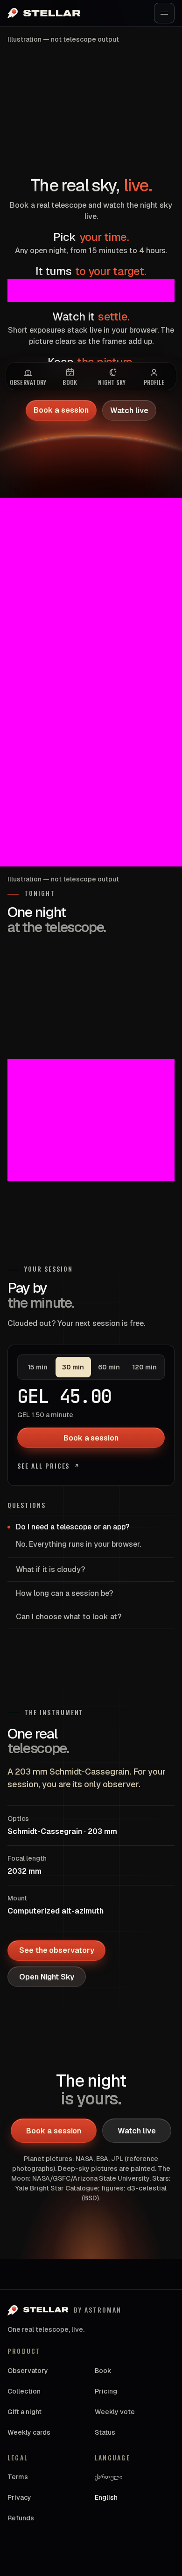 STELLAR
Illustration — not telescope output
The real sky, live.
Book a real telescope and watch the night sky
live.
Pick your time.
Any open night, from 15 minutes to 4 hours.
It turns to your target.
Watch it settle.
Short exposures stack live in your browser. The
picture clears as the frames add up.
Keep the picture.
OBSERVATORY
BOOK
NIGHT SKY
PROFILE
Book a session
Watch live
Illustration — not telescope output
TONIGHT
One night
at the telescope.
YOUR SESSION
Pay by
the minute.
Clouded out? Your next session is free.
15 min
30 min
60 min
120 min
GEL 45.00
GEL 1.50 a minute
Book a session
SEE ALL PRICES ↗
QUESTIONS
Do I need a telescope or an app?
No. Everything runs in your browser.
What if it is cloudy?
How long can a session be?
Can I choose what to look at?
THE INSTRUMENT
One real
telescope.
A 203 mm Schmidt-Cassegrain. For your
session, you are its only observer.
Optics
Schmidt-Cassegrain · 203 mm
Focal length
2032 mm
Mount
Computerized alt-azimuth
See the observatory
Open Night Sky
The night
is yours.
Book a session
Watch live
Planet pictures: NASA, ESA, JPL (reference
photographs). Deep-sky pictures are painted. The
Moon: NASA/GSFC/Arizona State University. Stars:
Yale Bright Star Catalogue; figures: d3-celestial
(BSD).
STELLAR BY ASTROMAN
One real telescope, live.
PRODUCT
Observatory
Book
Collection
Pricing
Gift a night
Weekly vote
Weekly cards
Status
LEGAL
LANGUAGE
Terms
ქართული
Privacy
English
Refunds